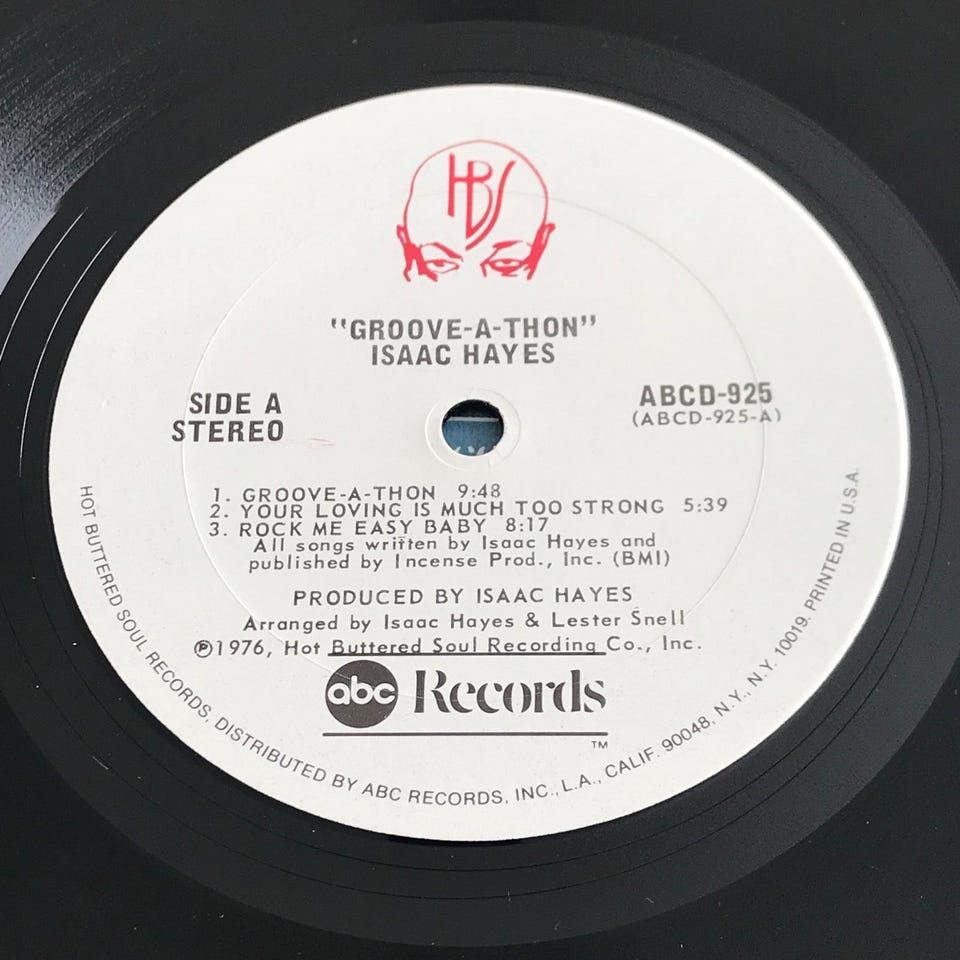 HBS
"GROOVE-A-THON"
ISAAC HAYES
SIDE A
STEREO
ABCD-925
(ABCD-925-A)
1. GROOVE-A-THON 9:48
2. YOUR LOVING IS MUCH TOO STRONG 5:39
3. ROCK ME EASY BABY 8:17
All songs written by Isaac Hayes and
published by Incense Prod., Inc. (BMI)
PRODUCED BY ISAAC HAYES
Arranged by Isaac Hayes & Lester Snell
℗1976, Hot Buttered Soul Recording Co., Inc.
abc Records
TM
HOT BUTTERED SOUL RECORDS, DISTRIBUTED BY ABC RECORDS, INC., L.A., CALIF. 90048, N.Y., N.Y. 10019. PRINTED IN U.S.A.